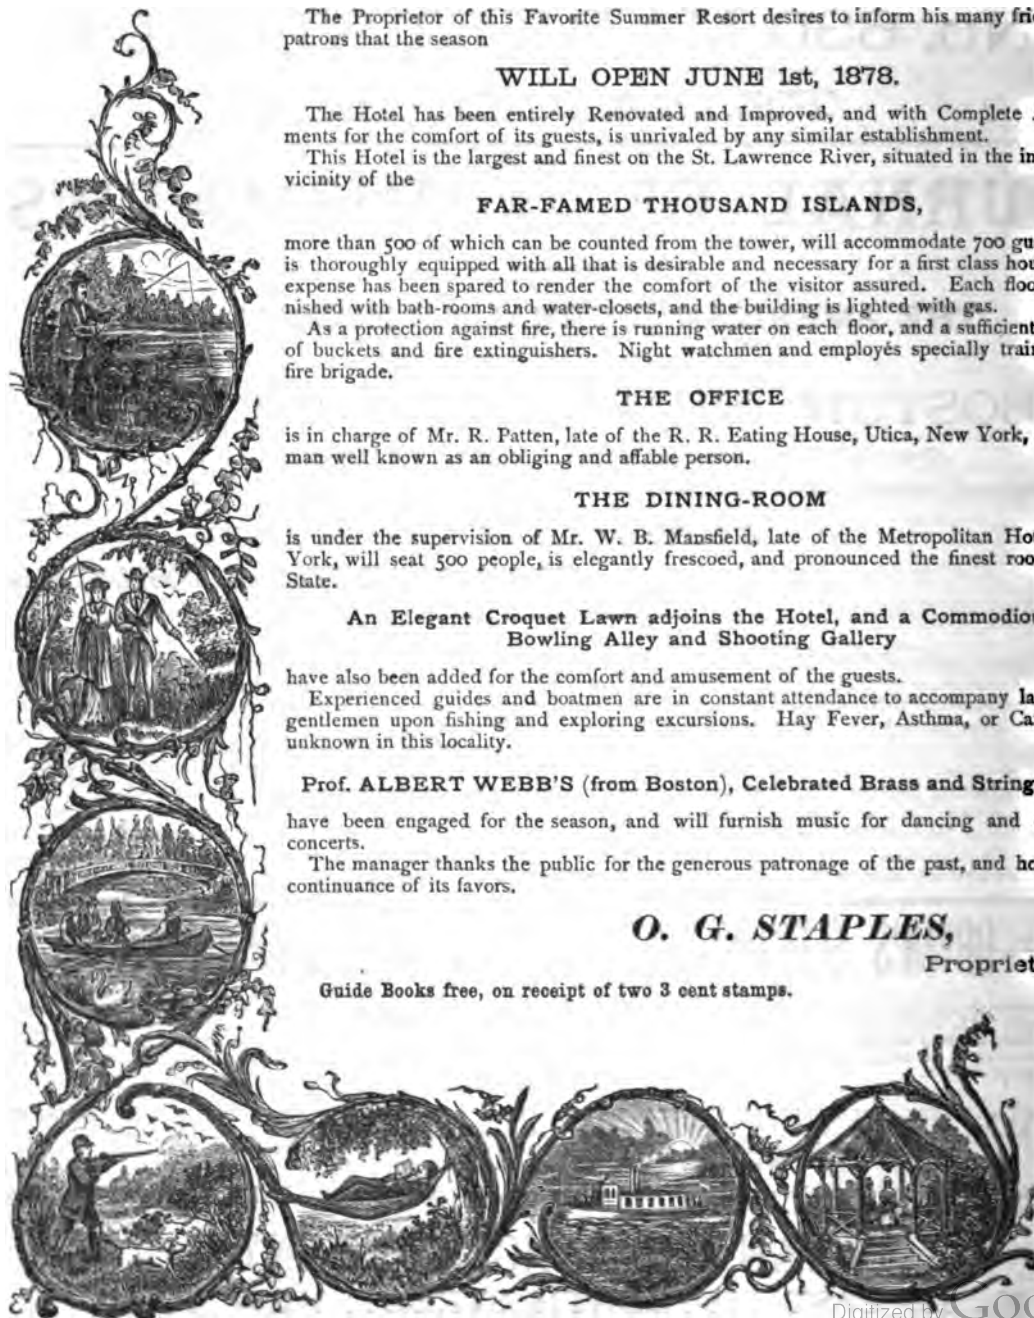 The Proprietor of this Favorite Summer Resort desires to inform his many frie
patrons that the season
WILL OPEN JUNE 1st, 1878.
The Hotel has been entirely Renovated and Improved, and with Complete
ments for the comfort of its guests, is unrivaled by any similar establishment.
This Hotel is the largest and finest on the St. Lawrence River, situated in the im
vicinity of the
FAR-FAMED THOUSAND ISLANDS,
more than 500 of which can be counted from the tower, will accommodate 700 gu
is thoroughly equipped with all that is desirable and necessary for a first class hou
expense has been spared to render the comfort of the visitor assured. Each floo
nished with bath-rooms and water-closets, and the building is lighted with gas.
As a protection against fire, there is running water on each floor, and a sufficient
of buckets and fire extinguishers. Night watchmen and employés specially train
fire brigade.
THE OFFICE
is in charge of Mr. R. Patten, late of the R. R. Eating House, Utica, New York,
man well known as an obliging and affable person.
THE DINING-ROOM
is under the supervision of Mr. W. B. Mansfield, late of the Metropolitan Hot
York, will seat 500 people, is elegantly frescoed, and pronounced the finest roo
State.
An Elegant Croquet Lawn adjoins the Hotel, and a Commodiou
Bowling Alley and Shooting Gallery
have also been added for the comfort and amusement of the guests.
Experienced guides and boatmen are in constant attendance to accompany la
gentlemen upon fishing and exploring excursions. Hay Fever, Asthma, or Ca
unknown in this locality.
Prof. ALBERT WEBB'S (from Boston), Celebrated Brass and String
have been engaged for the season, and will furnish music for dancing and
concerts.
The manager thanks the public for the generous patronage of the past, and ho
continuance of its favors.
O. G. STAPLES,
Propriet
Guide Books free, on receipt of two 3 cent stamps.
Digitized by Goo